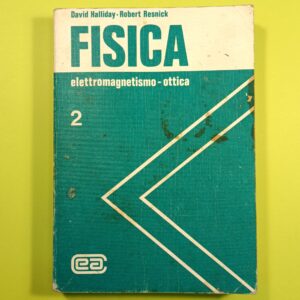 David Halliday-Robert Resnick
FISICA
elettromagnetismo-ottica
2
cea